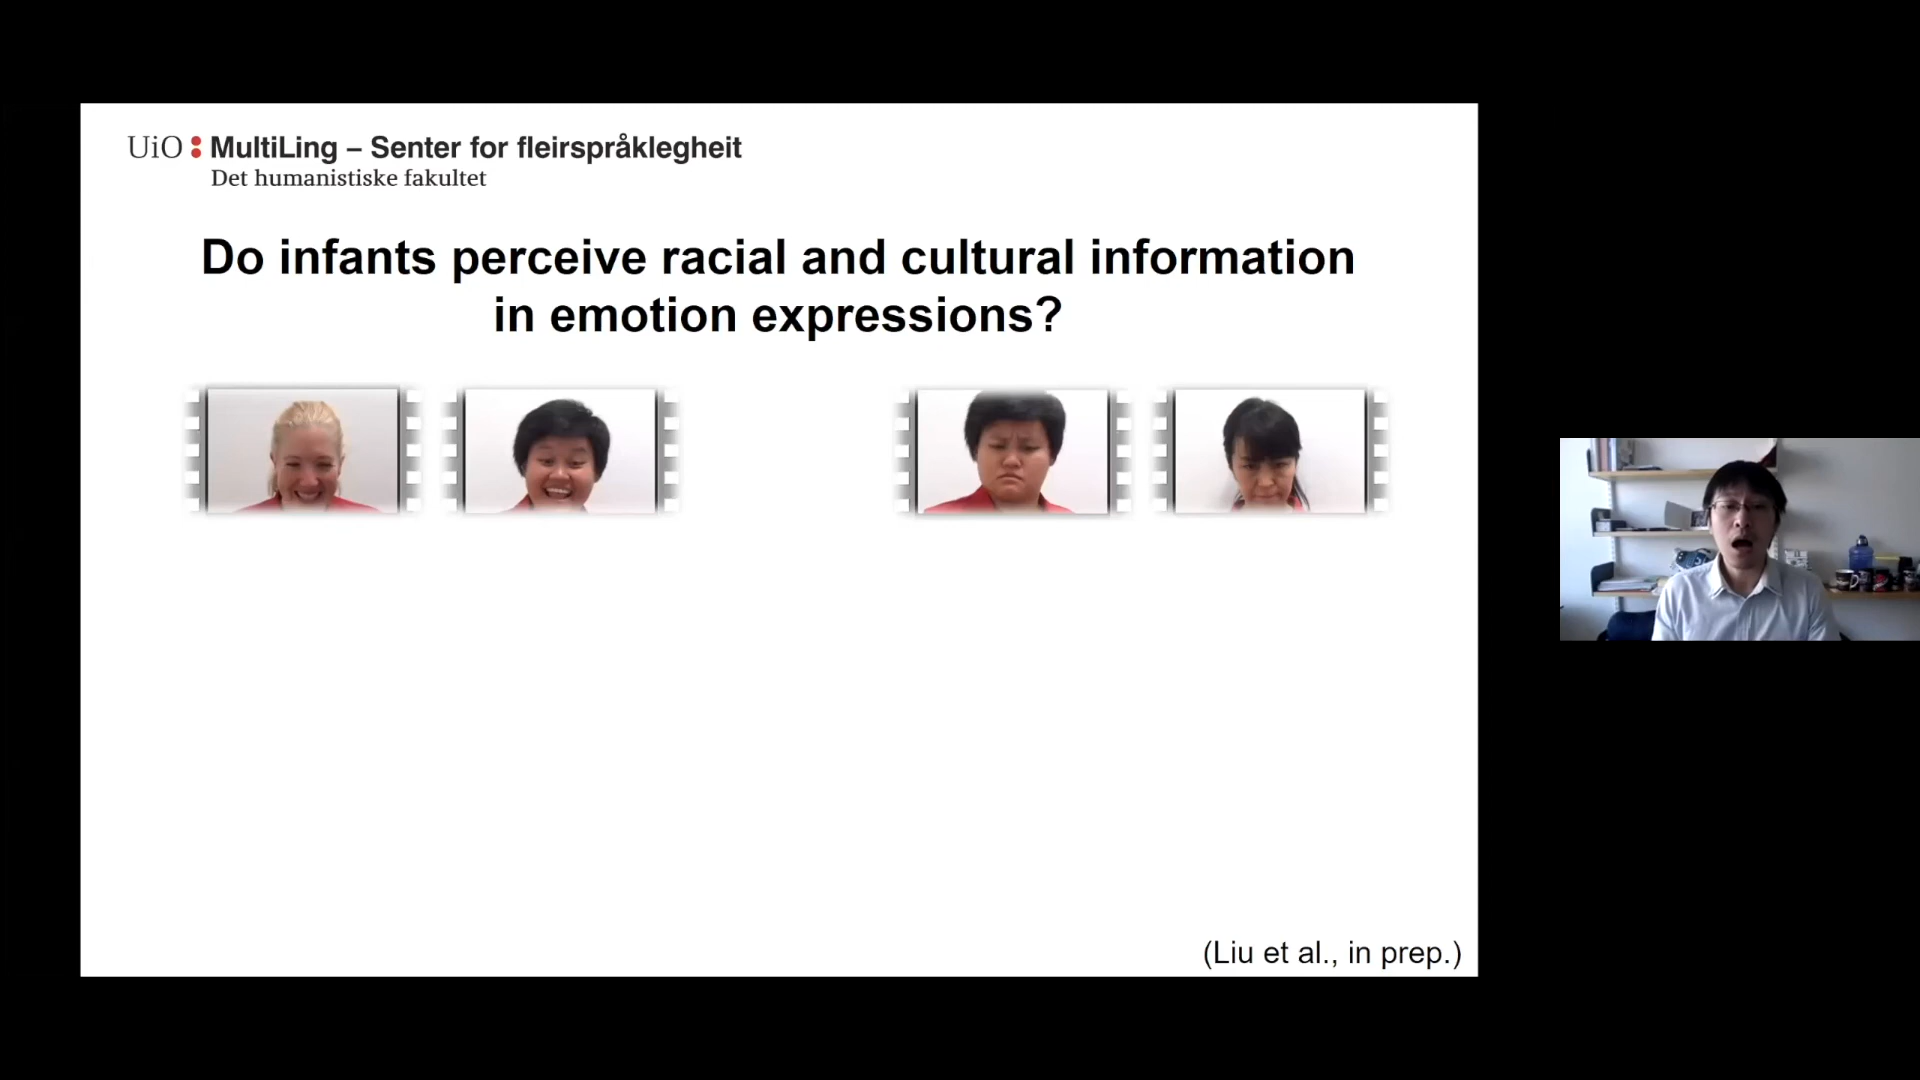 UiO : MultiLing – Senter for fleirspråklegheit
Det humanistiske fakultet
Do infants perceive racial and cultural information
in emotion expressions?
(Liu et al., in prep.)